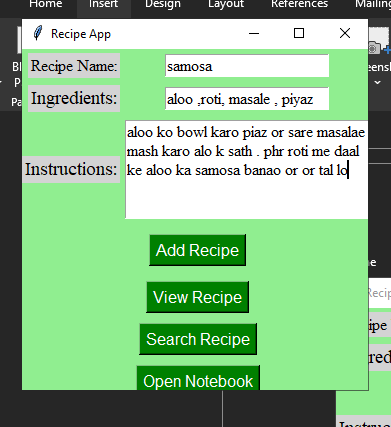 Home Insert Design Layout References Mailing
Recipe App
Recipe Name: samosa
Ingredients: aloo ,roti, masale , piyaz
Instructions: aloo ko bowl karo piaz or sare masalae
mash karo alo k sath . phr roti me daal
ke aloo ka samosa banao or or tal lo
Add Recipe
View Recipe
Search Recipe
Open Notebook